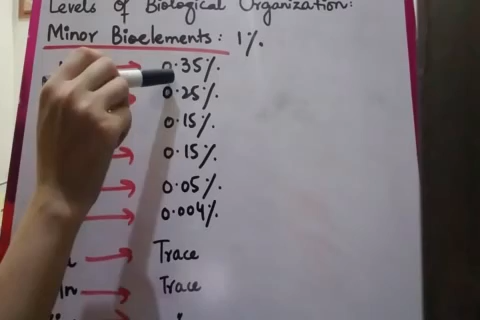 Levels of Biological Organization:
Minor Bioelements: 1%.
→ 0.35%.
→ 0.25%.
0.15%.
→ 0.15%.
→ 0.05%.
→ 0.004%.
→ Trace
→ Trace